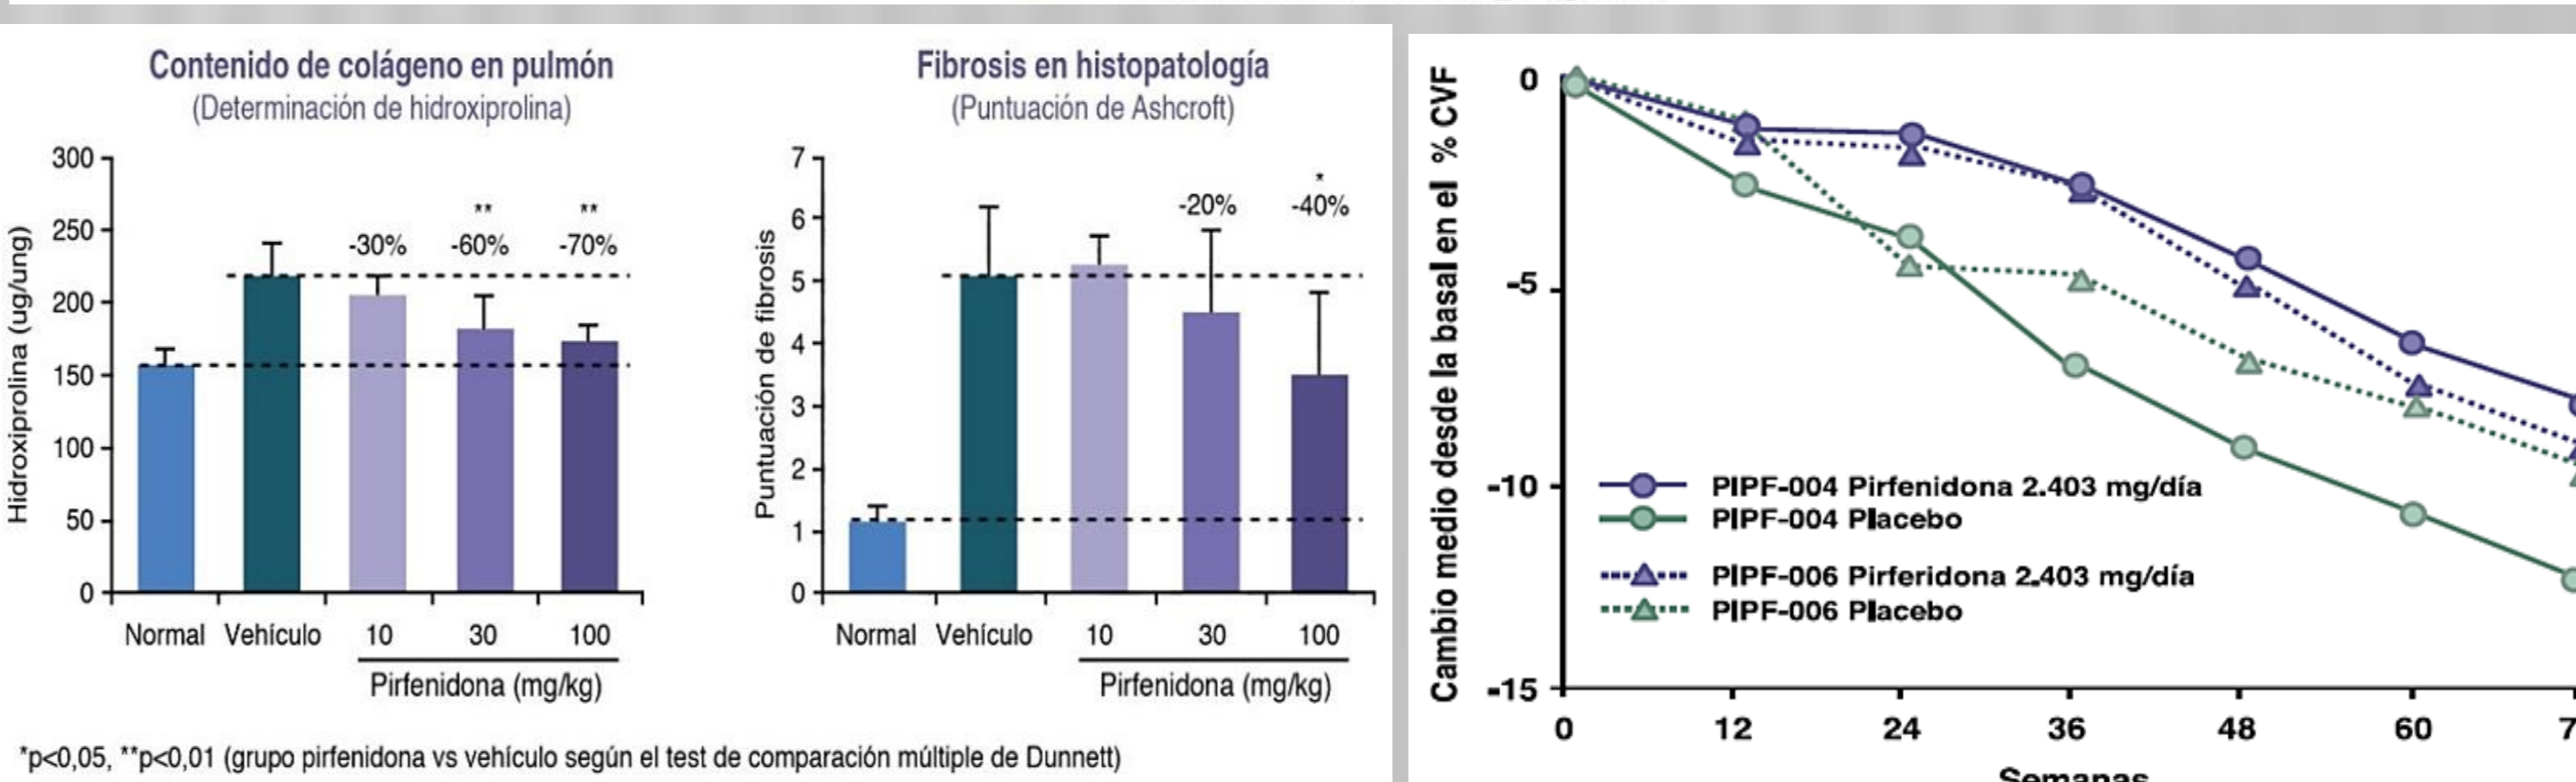 Contenido de colágeno en pulmón
(Determinación de hidroxiprolina)
Hidroxiprolina (ug/ung)
300
250
200
150
100
50
0
** **
-30% -60% -70%
Normal Vehículo 10 30 100
Pirfenidona (mg/kg)
Fibrosis en histopatología
(Puntuación de Ashcroft)
Puntuación de fibrosis
7
6
5
4
3
2
1
0
*
-20% -40%
Normal Vehículo 10 30 100
Pirfenidona (mg/kg)
*p<0,05, **p<0,01 (grupo pirfenidona vs vehículo según el test de comparación múltiple de Dunnett)
Cambio medio desde la basal en el % CVF
0
-5
-10
-15
PIPF-004 Pirfenidona 2.403 mg/día
PIPF-004 Placebo
PIPF-006 Pirferidona 2.403 mg/día
PIPF-006 Placebo
0 12 24 36 48 60 7
Semanas